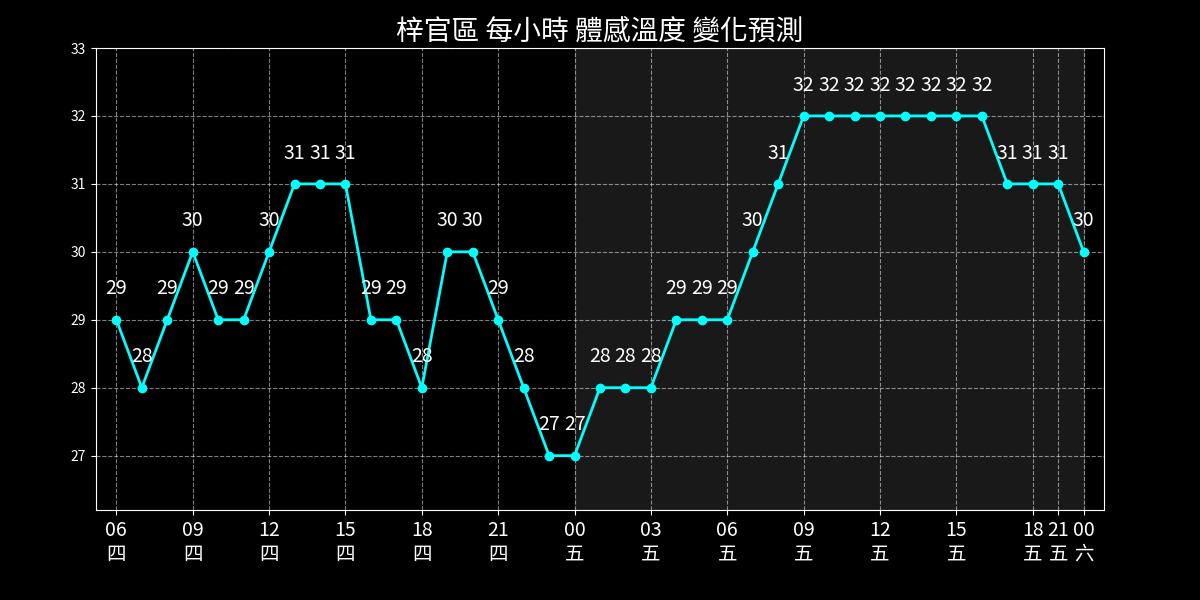 梓官區 每小時 體感溫度 變化預測
33
32 32 32 32 32 32 32 32
32
31 31 31 31 31 31 31
31
30 30 30 30 30 30
30
29 29 29 29 29 29 29 29 29 29
29
28 28 28 28 28 28
28
27 27
27
06 09 12 15 18 21 00 03 06 09 12 15 18 21 00
四 四 四 四 四 四 五 五 五 五 五 五 五 五 六